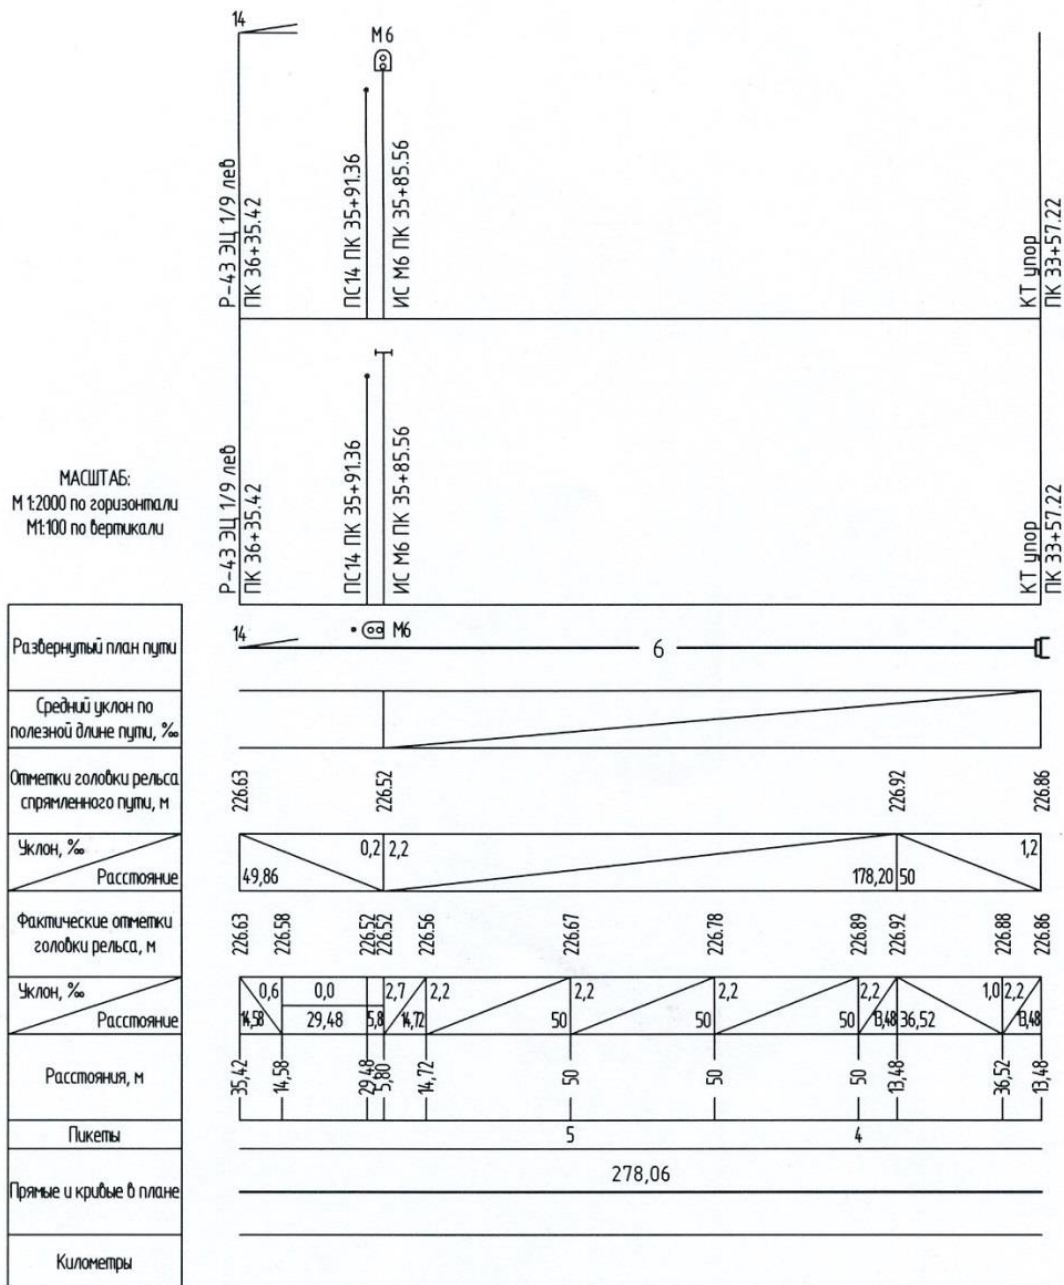 14
М6
Р-43 ЭЦ 1/9 лев
ПК 36+35.42
ПС14 ПК 35+91.36
ИС М6 ПК 35+85.56
КТ упор
ПК 33+57.22
Р-43 ЭЦ 1/9 лев
ПК 36+35.42
ПС14 ПК 35+91.36
ИС М6 ПК 35+85.56
КТ упор
ПК 33+57.22
МАСШТАБ:
М 1:2000 по горизонтали
М1:100 по вертикали
Развернутый план пути
14
М6
6
Средний уклон по
полезной длине пути, ‰
Отметки головки рельса
спрямленного пути, м
226.63
226.52
226.92
226.86
Уклон, ‰
Расстояние
0,2
2,2
1,2
49,86
178,20
50
Фактические отметки
головки рельса, м
226.63
226.58
226.52
226.52
226.56
226.67
226.78
226.89
226.92
226.88
226.86
Уклон, ‰
Расстояние
0,6
0,0
2,7
2,2
2,2
2,2
2,2
1,0
2,2
14,58
29,48
5,8
14,72
50
50
50
13,48
36,52
13,48
Расстояния, м
35,42
14,58
29,48
5,80
14,72
50
50
50
13,48
36,52
13,48
Пикеты
5
4
Прямые и кривые в плане
278,06
Километры